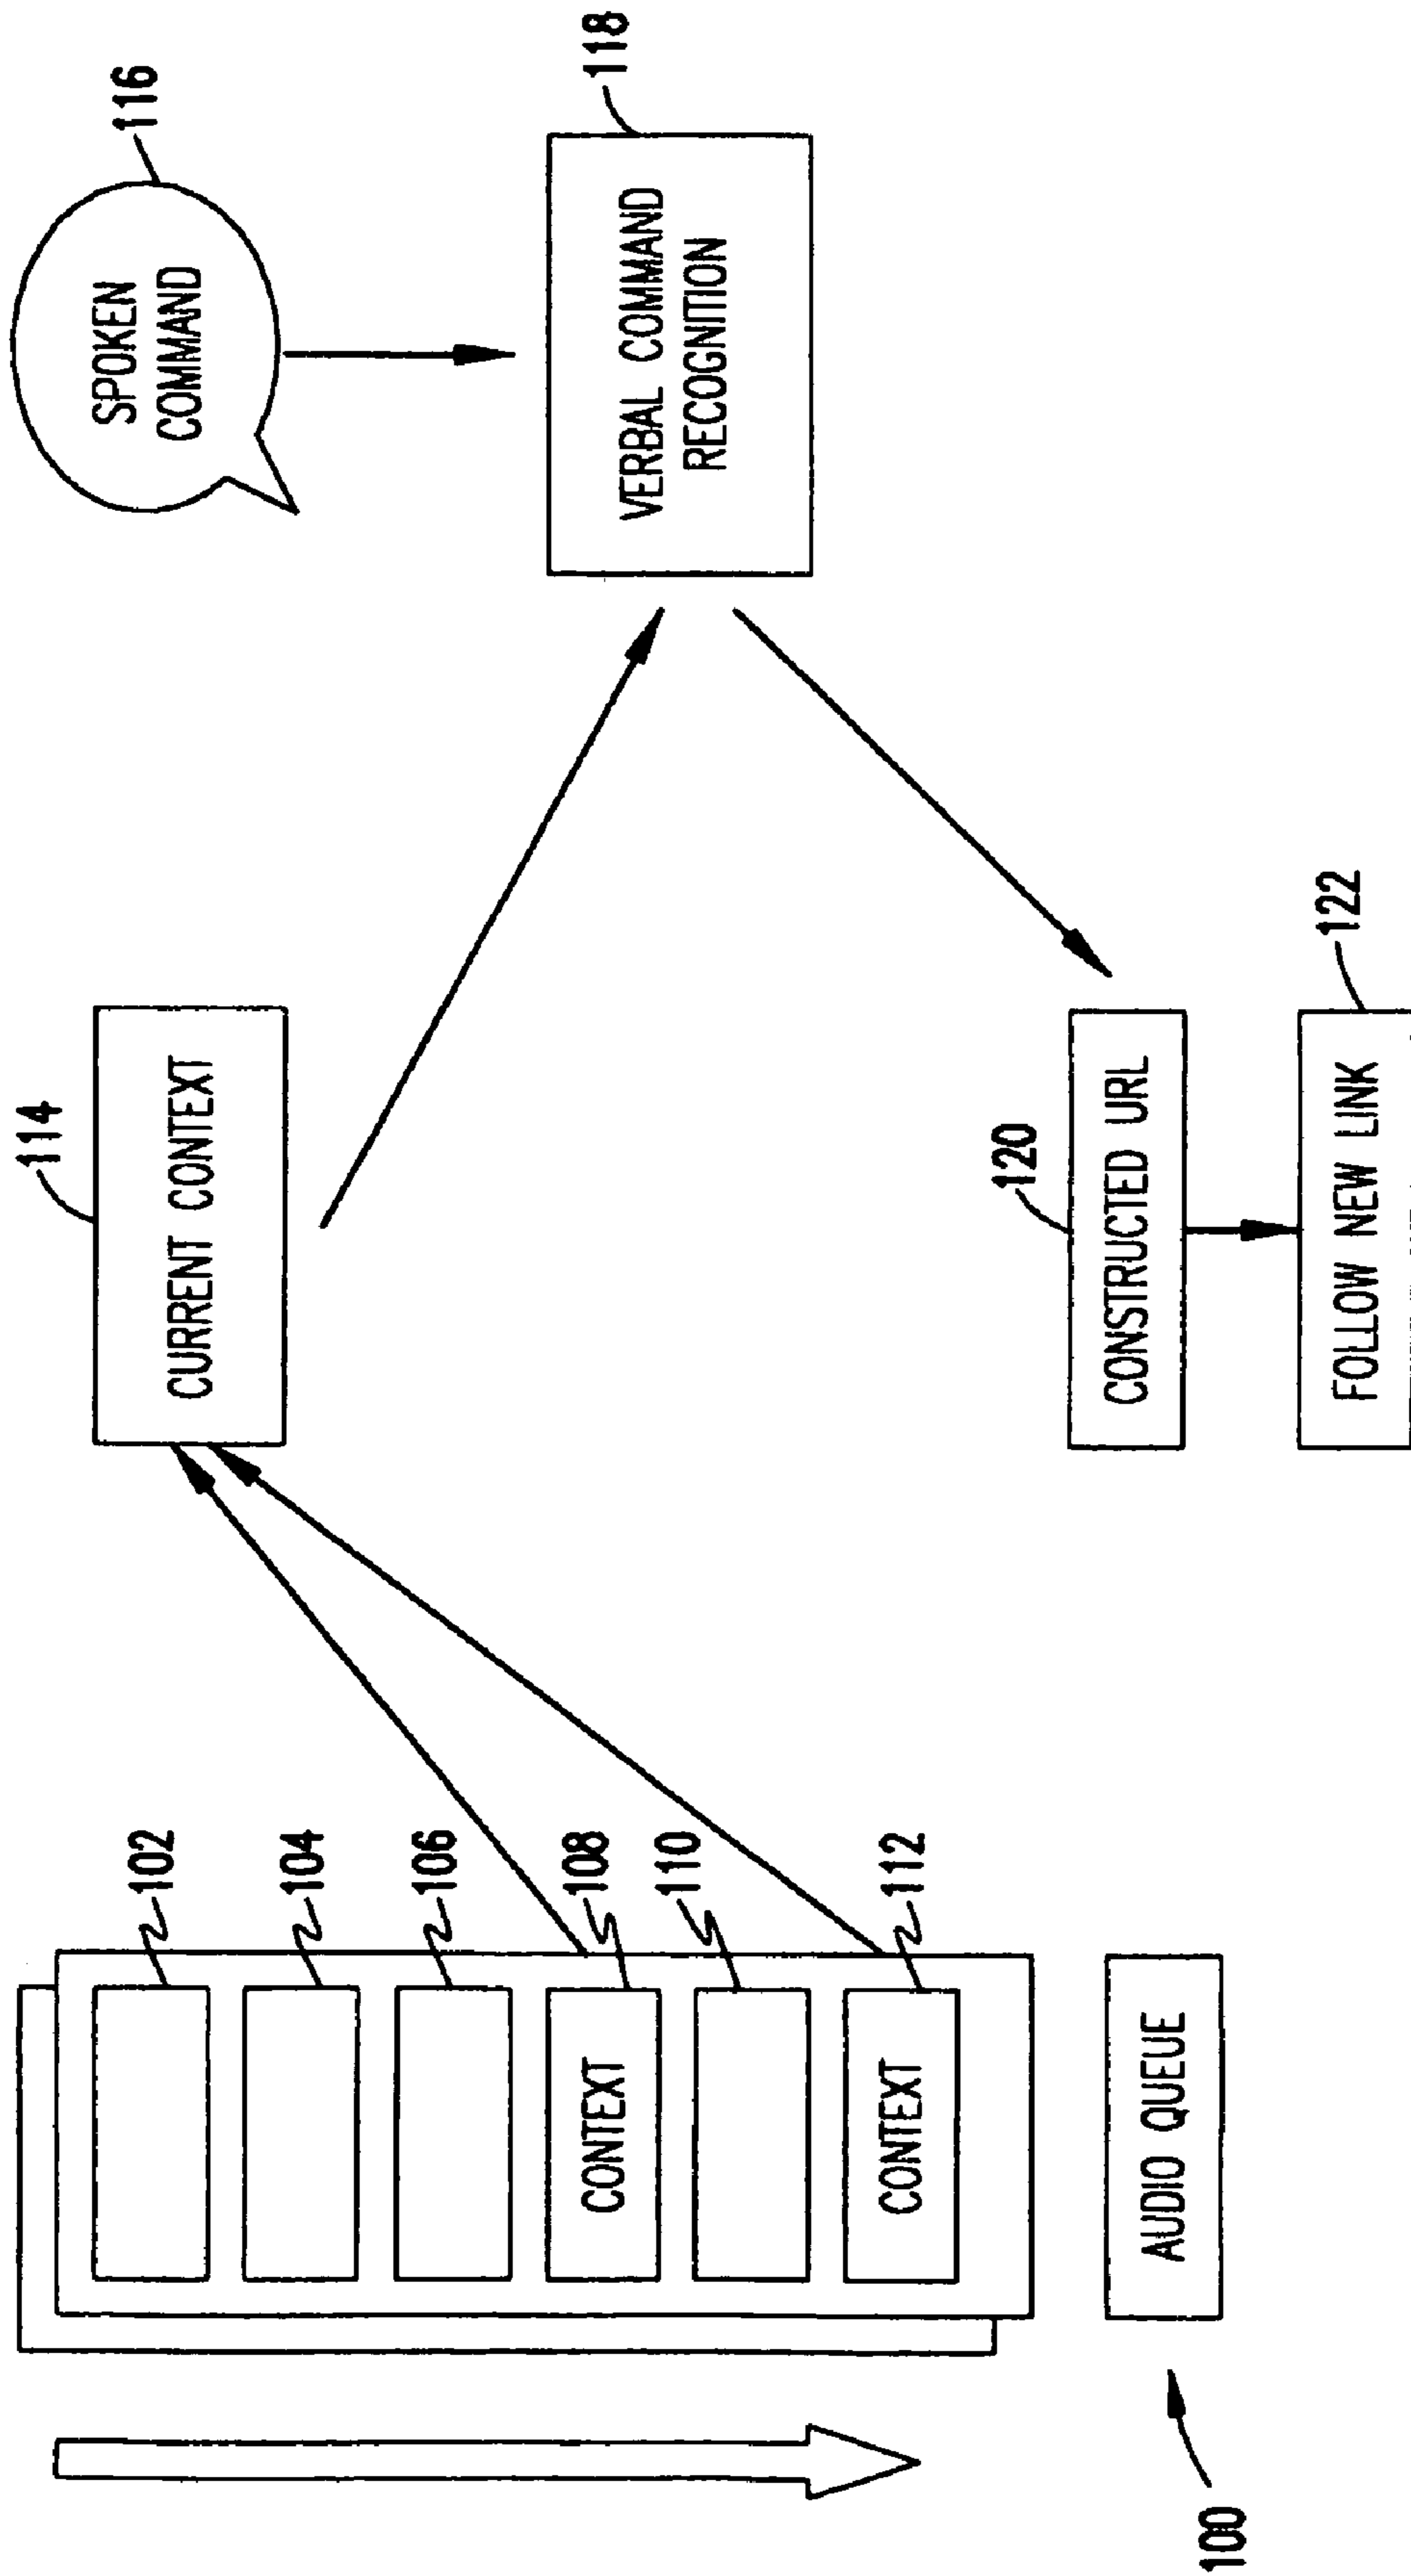 102
104
106
108
CONTEXT
110
112
CONTEXT
AUDIO QUEUE
100
114
CURRENT CONTEXT
116
SPOKEN
COMMAND
118
VERBAL COMMAND
RECOGNITION
120
CONSTRUCTED URL
122
FOLLOW NEW LINK